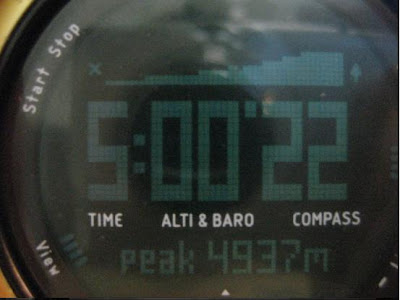 Start Stop
5:00'22
TIME ALTI & BARO COMPASS
View
peak 4937m